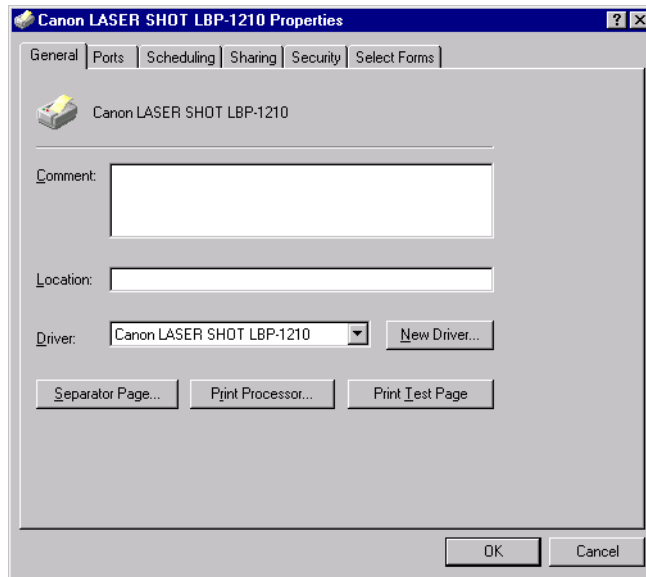 Canon LASER SHOT LBP-1210 Properties
General Ports Scheduling Sharing Security Select Forms
Canon LASER SHOT LBP-1210
Comment:
Location:
Driver: Canon LASER SHOT LBP-1210 New Driver...
Separator Page... Print Processor... Print Test Page
OK Cancel